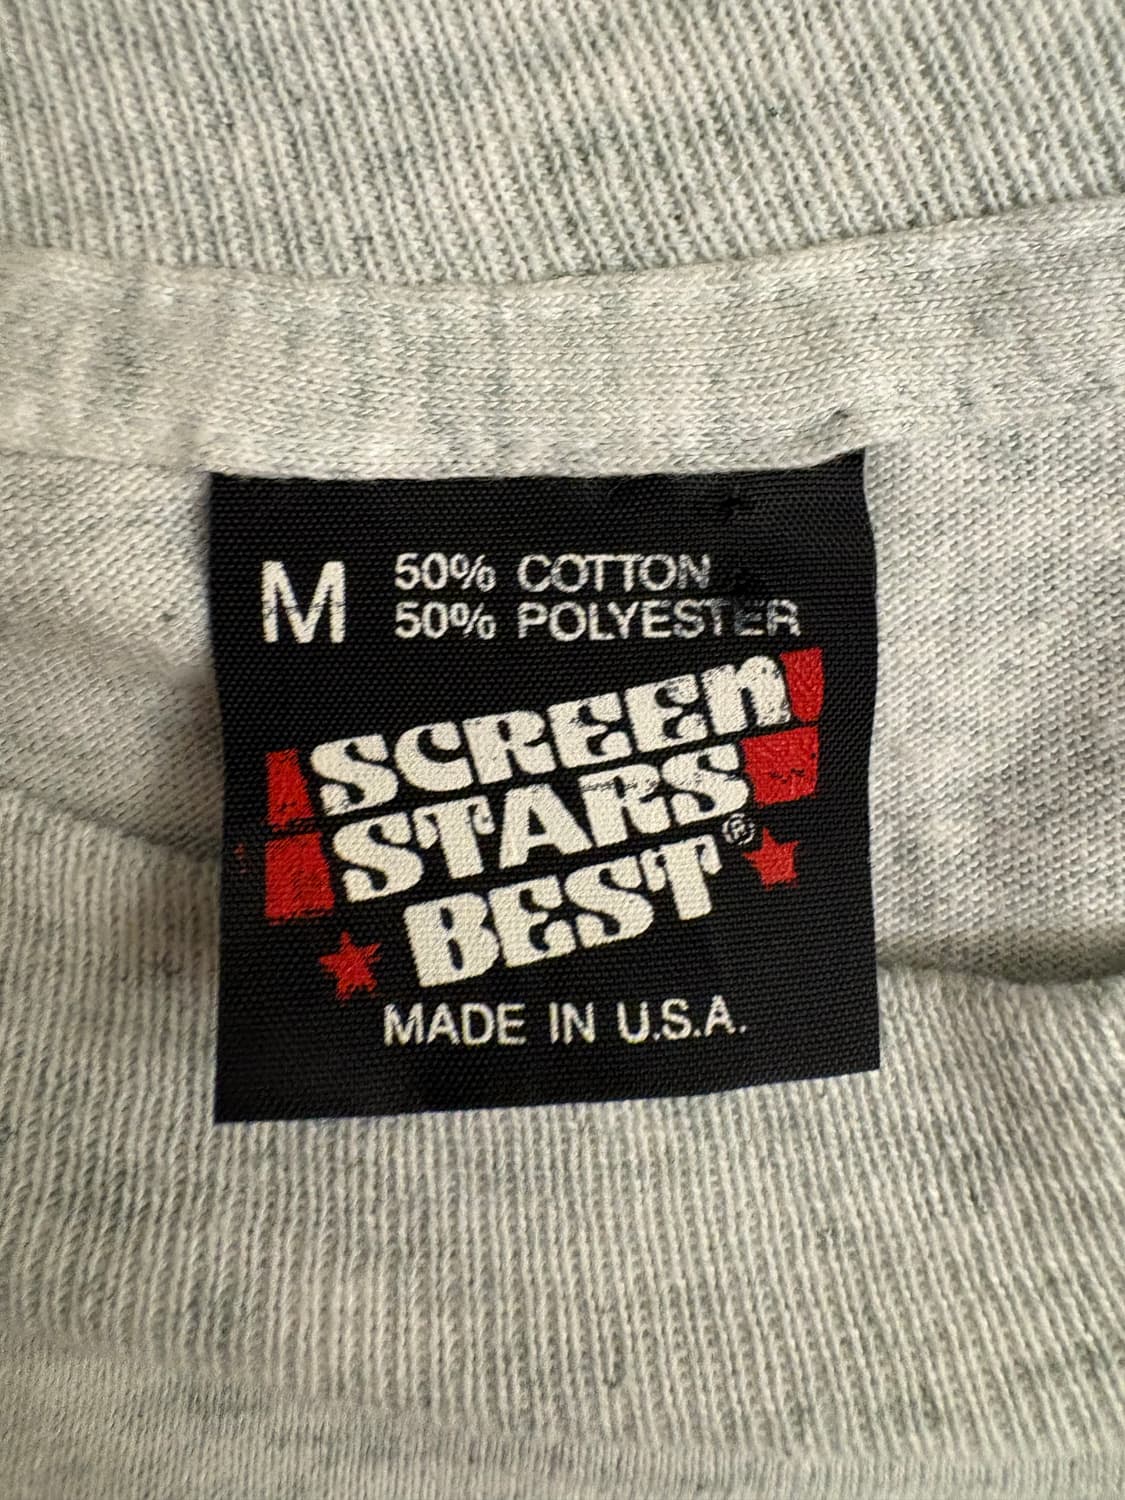 M 50% COTTON
50% POLYESTER
SCREEN
STARS
BEST®
MADE IN U.S.A.